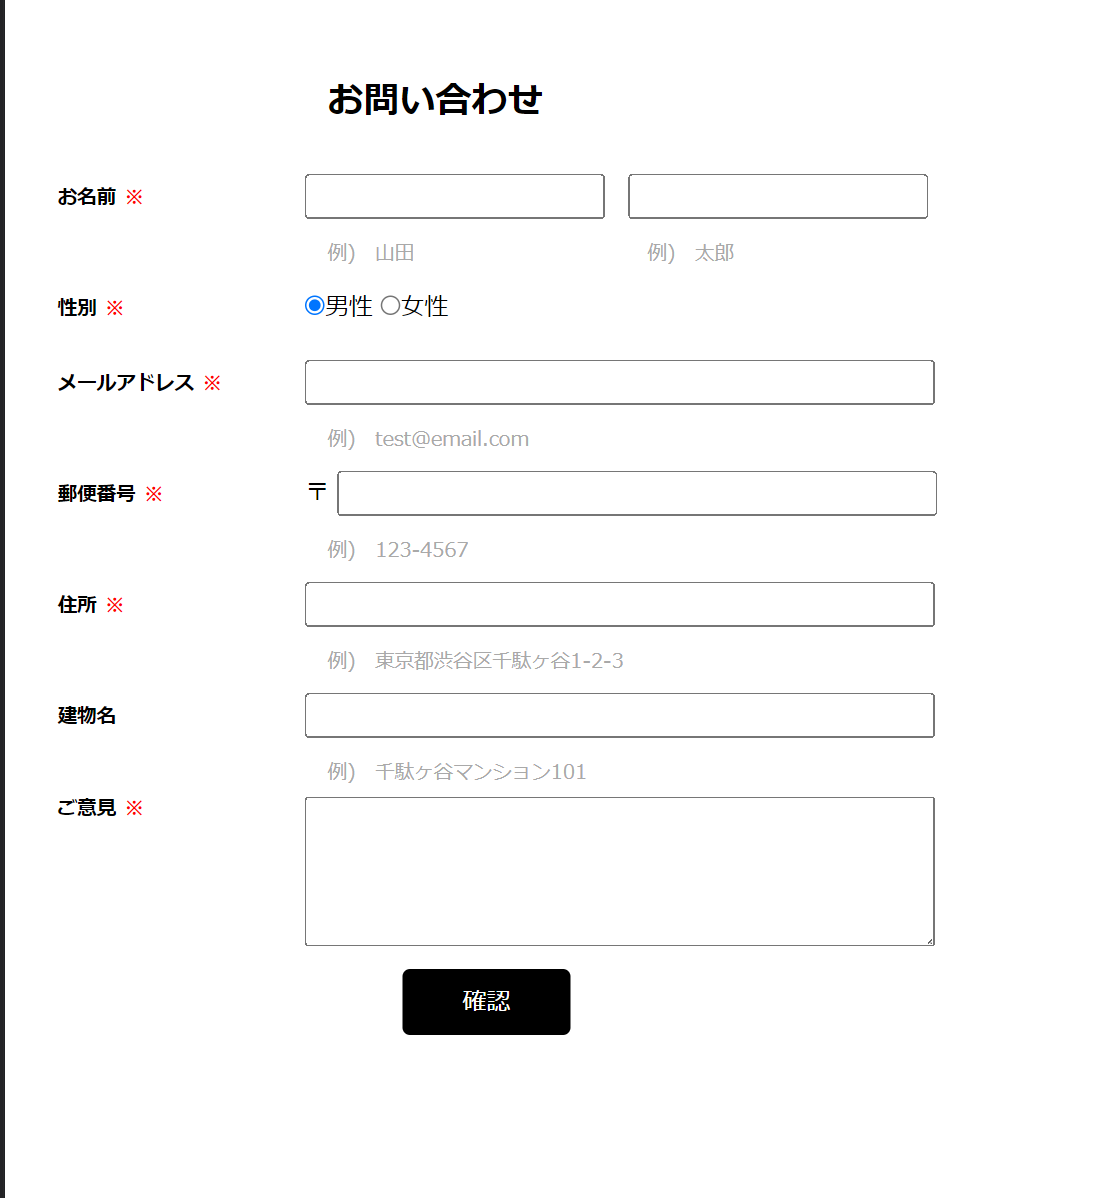 お問い合わせ
お名前 ※
例)　山田　例)　太郎
性別 ※ 男性 女性
メールアドレス ※
例)　test@email.com
郵便番号 ※ 〒
例)　123-4567
住所 ※
例)　東京都渋谷区千駄ヶ谷1-2-3
建物名
例)　千駄ヶ谷マンション101
ご意見 ※
確認